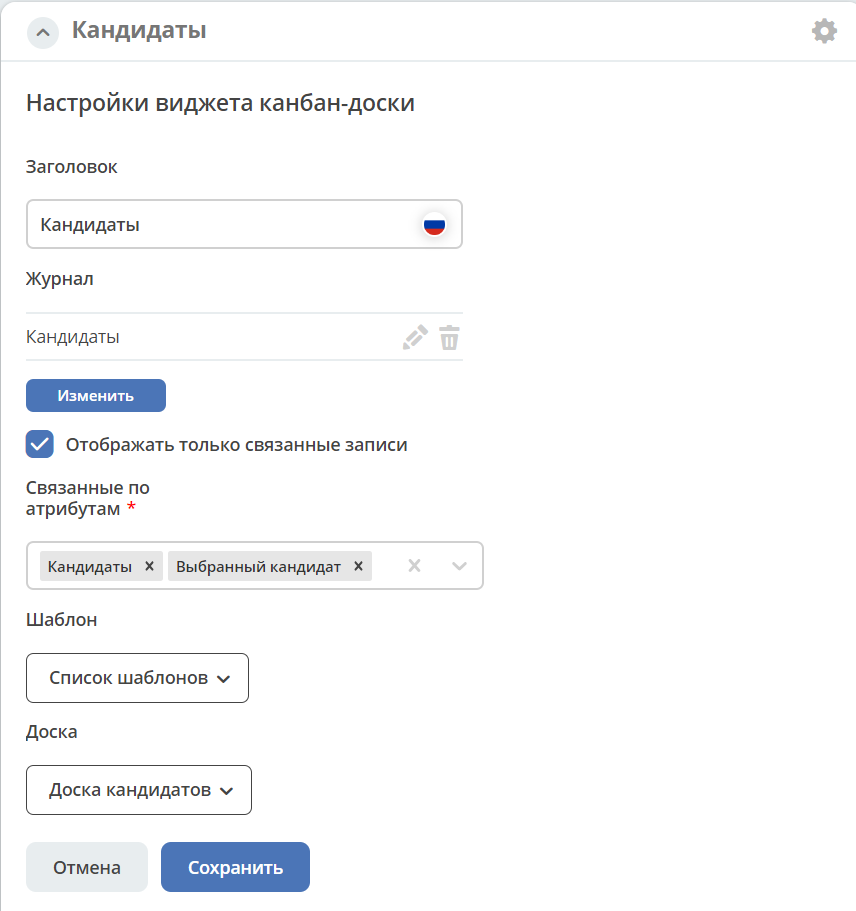 Кандидаты
Настройки виджета канбан-доски
Заголовок
Кандидаты
Журнал
Кандидаты
Изменить
Отображать только связанные записи
Связанные по
атрибутам *
Кандидаты × Выбранный кандидат ×
Шаблон
Список шаблонов
Доска
Доска кандидатов
Отмена Сохранить